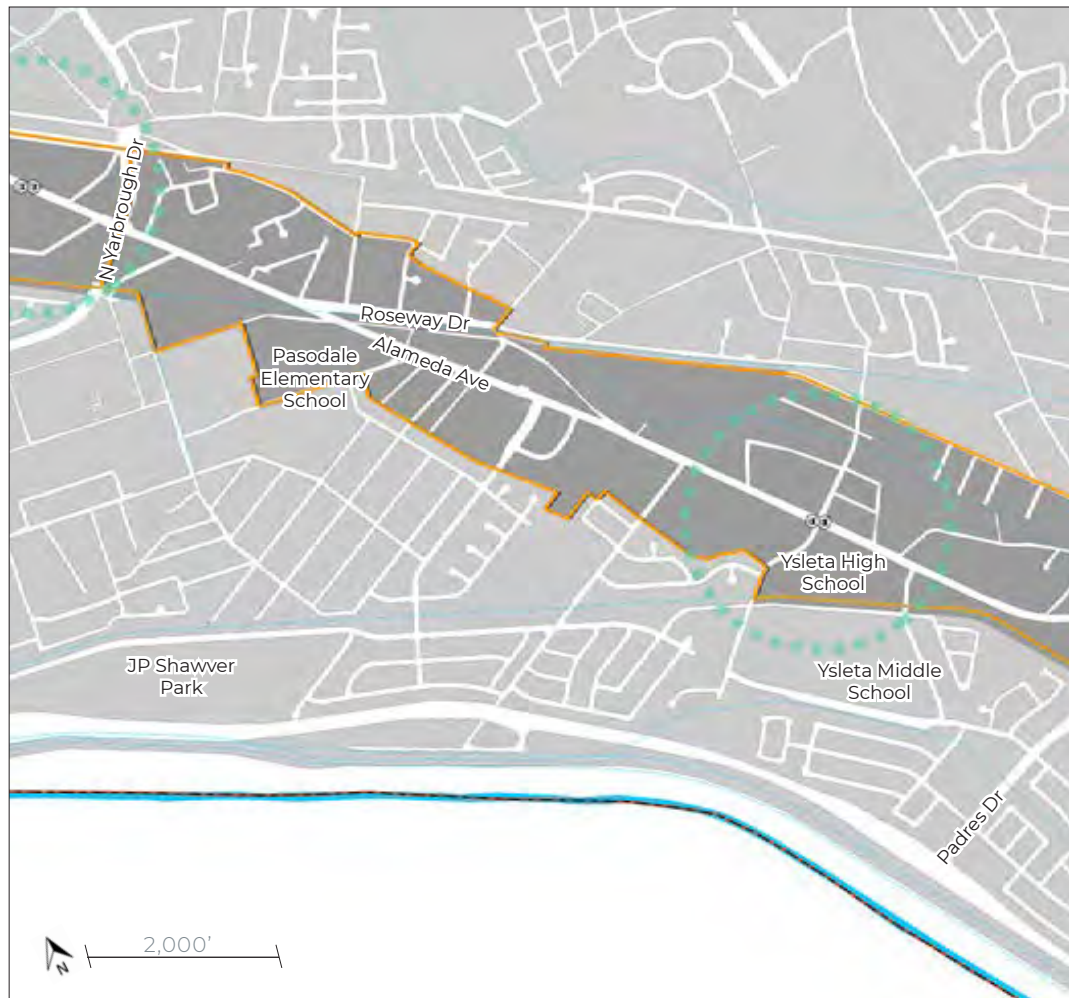 N Yarbrough Dr
Roseway Dr
Alameda Ave
Pasodale
Elementary
School
Ysleta High
School
JP Shawver
Park
Ysleta Middle
School
Padres Dr
N
2,000'